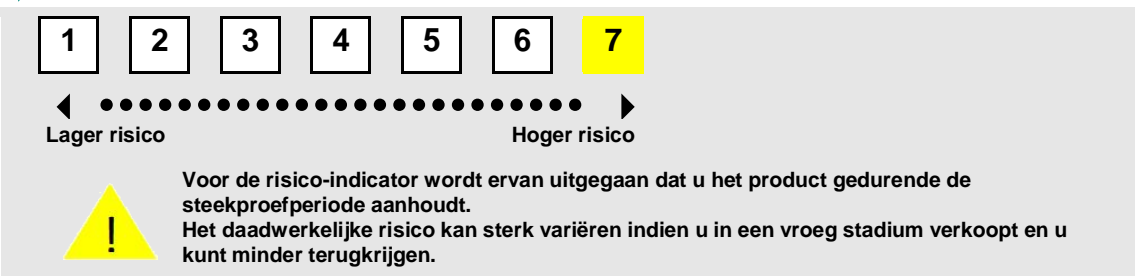 1 2 3 4 5 6 7
Lager risico Hoger risico
Voor de risico-indicator wordt ervan uitgegaan dat u het product gedurende de
steekproefperiode aanhoudt.
Het daadwerkelijke risico kan sterk variëren indien u in een vroeg stadium verkoopt en u
! kunt minder terugkrijgen.